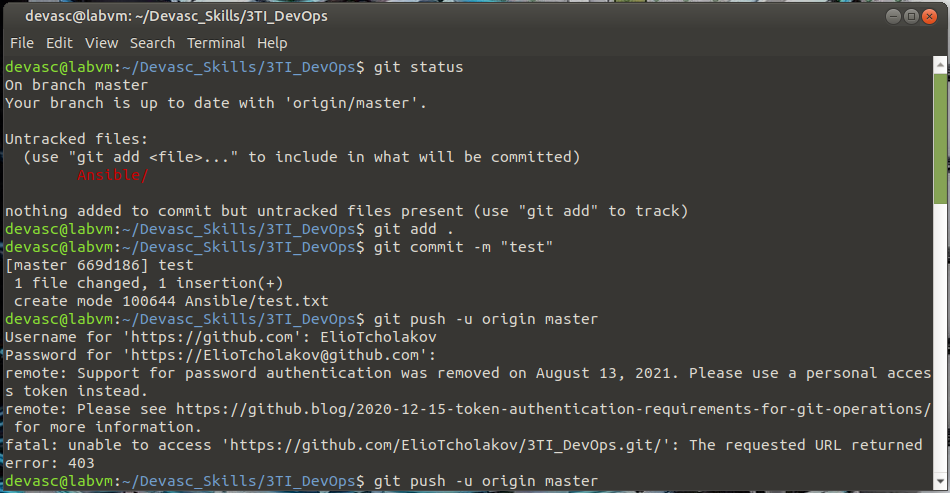 devasc@labvm: ~/Devasc_Skills/3TI_DevOps
File Edit View Search Terminal Help
devasc@labvm:~/Devasc_Skills/3TI_DevOps$ git status
On branch master
Your branch is up to date with 'origin/master'.
Untracked files:
  (use "git add <file>..." to include in what will be committed)
        Ansible/
nothing added to commit but untracked files present (use "git add" to track)
devasc@labvm:~/Devasc_Skills/3TI_DevOps$ git add .
devasc@labvm:~/Devasc_Skills/3TI_DevOps$ git commit -m "test"
[master 669d186] test
 1 file changed, 1 insertion(+)
 create mode 100644 Ansible/test.txt
devasc@labvm:~/Devasc_Skills/3TI_DevOps$ git push -u origin master
Username for 'https://github.com': ElioTcholakov
Password for 'https://ElioTcholakov@github.com':
remote: Support for password authentication was removed on August 13, 2021. Please use a personal acces
s token instead.
remote: Please see https://github.blog/2020-12-15-token-authentication-requirements-for-git-operations/
 for more information.
fatal: unable to access 'https://github.com/ElioTcholakov/3TI_DevOps.git/': The requested URL returned
error: 403
devasc@labvm:~/Devasc_Skills/3TI_DevOps$ git push -u origin master